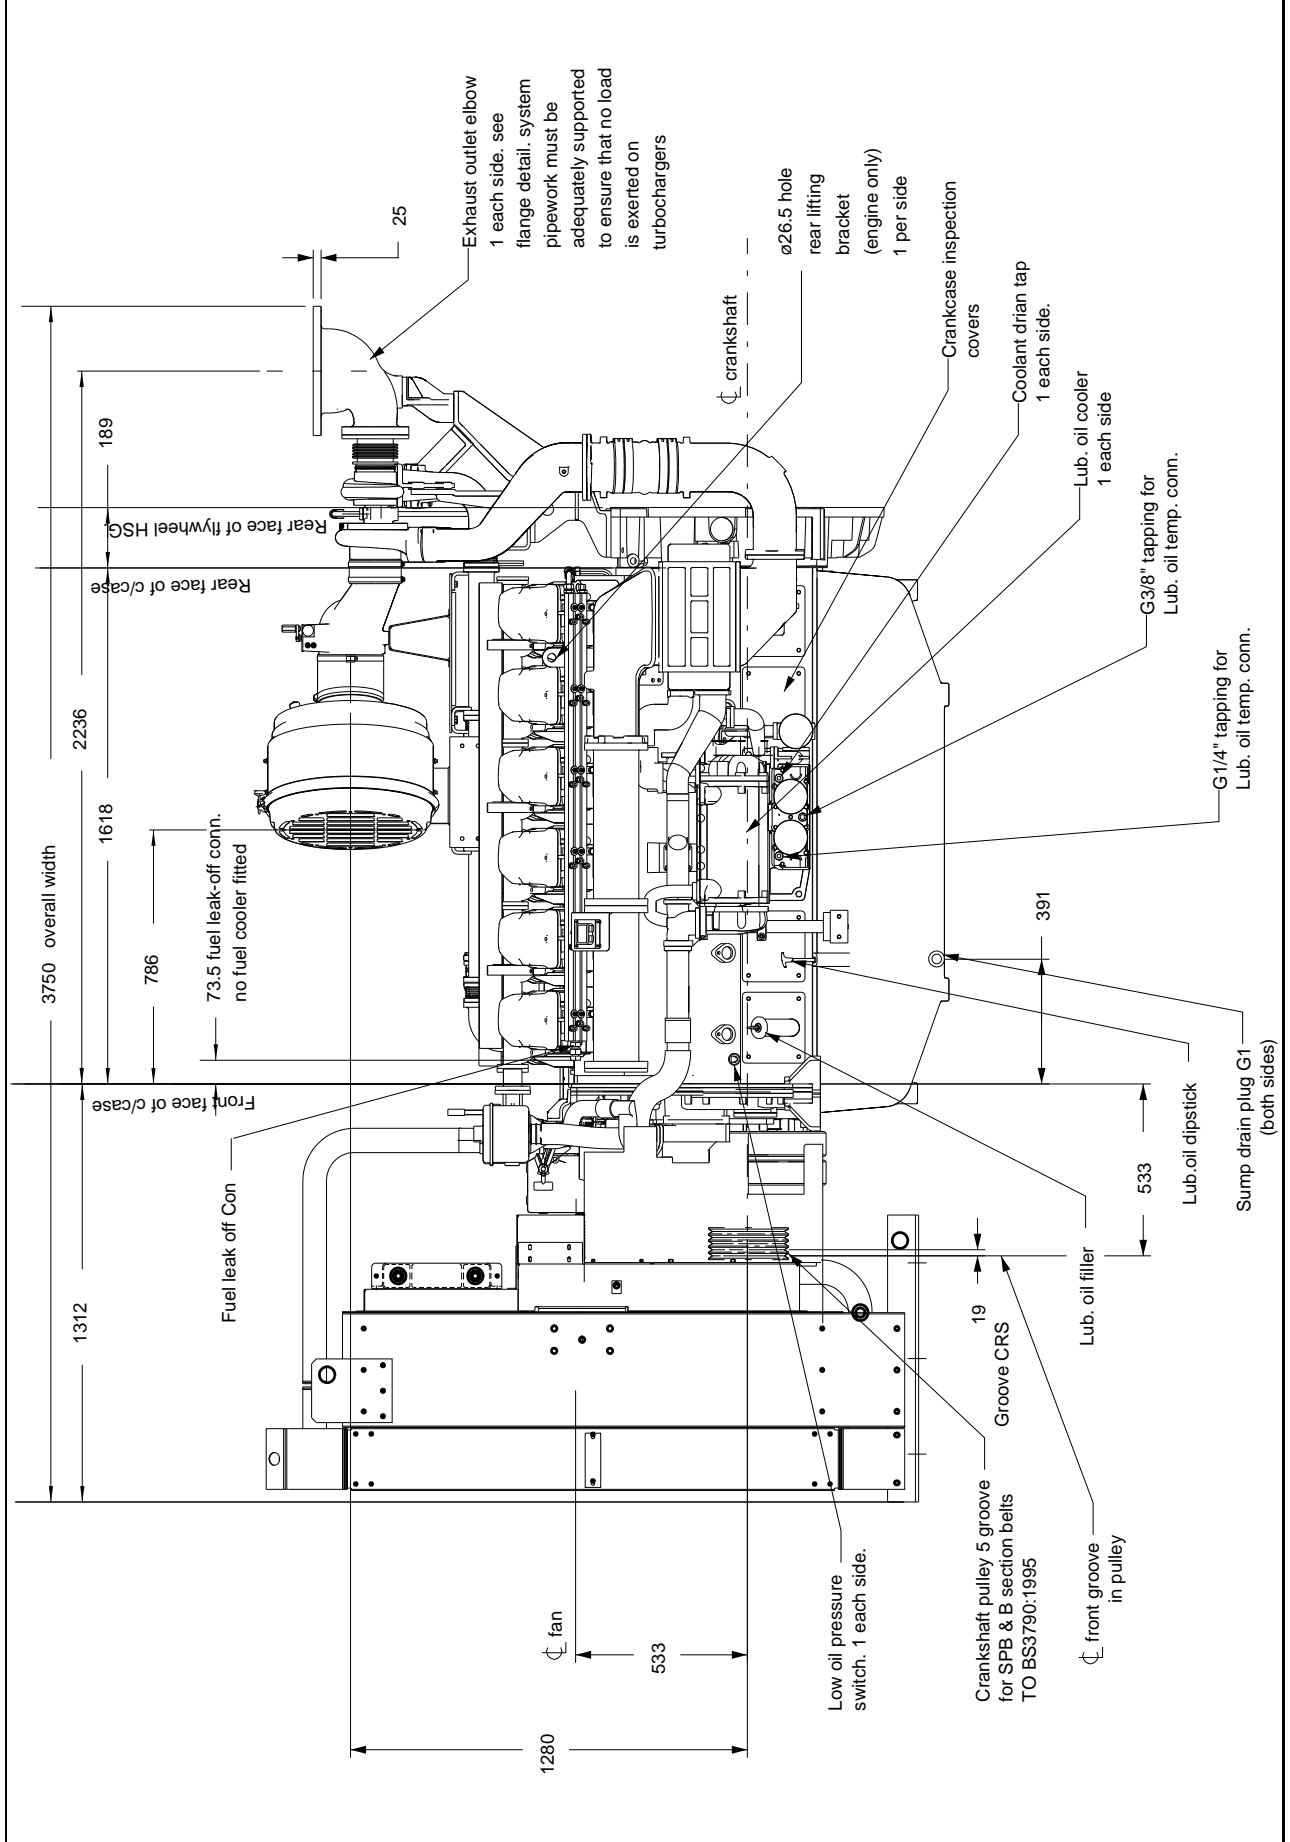 Exhaust outlet elbow
1 each side. see
flange detail. system
pipework must be
adequately supported
to ensure that no load
is exerted on
turbochargers
25
ø26.5 hole
rear lifting
bracket
(engine only)
1 per side
℄ crankshaft
Crankcase inspection
covers
Coolant drian tap
1 each side.
Lub. oil cooler
1 each side
G3/8" tapping for
Lub. oil temp. conn.
G1/4" tapping for
Lub. oil temp. conn.
189
Rear face of flywheel HSG.
Rear face of c/case
2236
1618
3750 overall width
786
73.5 fuel leak-off conn.
no fuel cooler fitted
391
Front face of c/case
Fuel leak off Con
1312
533
Lub.oil dipstick
Sump drain plug G1
(both sides)
Lub. oil filler
19
Groove CRS
℄ fan
533
1280
Low oil pressure
switch. 1 each side.
Crankshaft pulley 5 groove
for SPB & B section belts
TO BS3790:1995
℄ front groove
in pulley